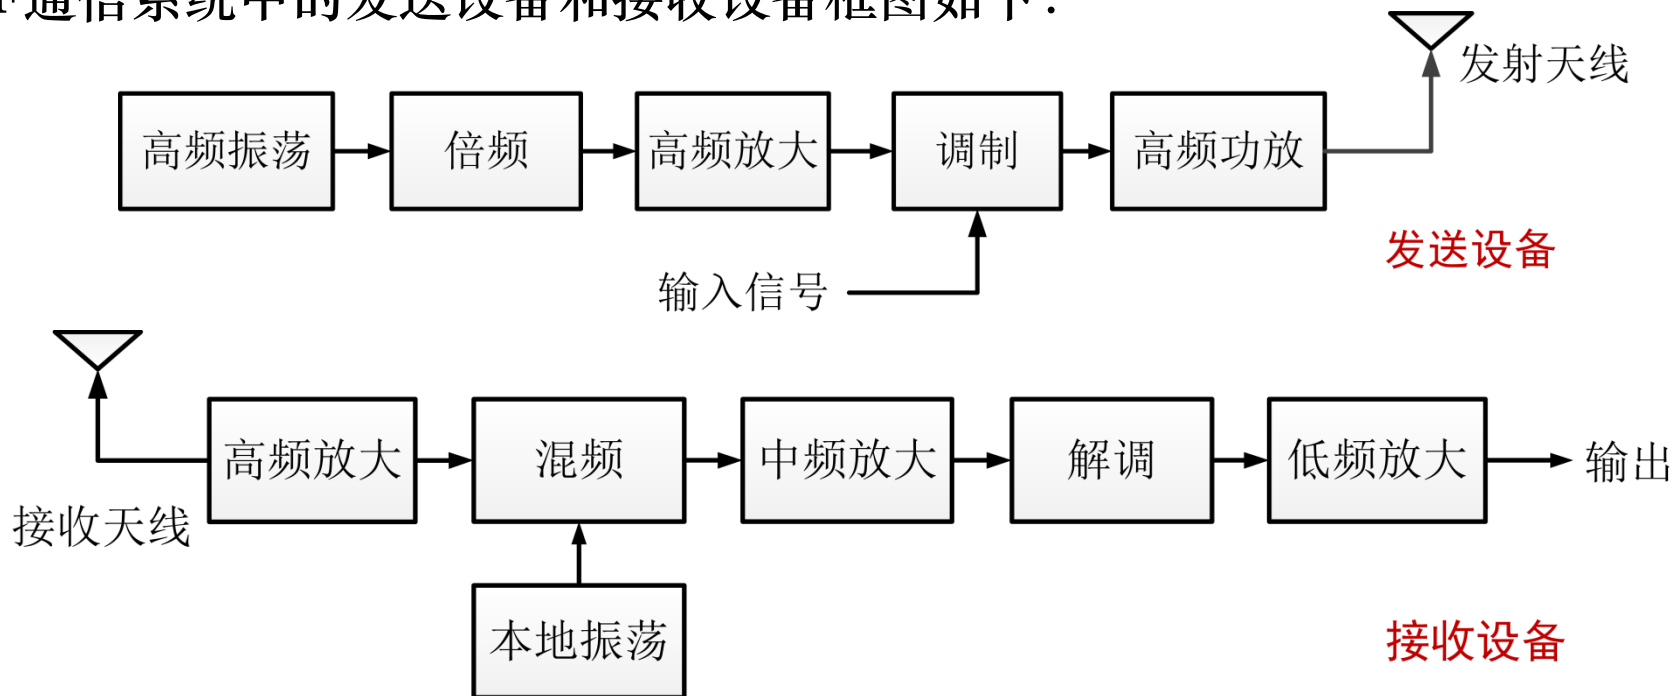 通信系统中的发送设备和接收设备框图如下：
发射天线
高频振荡 倍频 高频放大 调制 高频功放
发送设备
输入信号
高频放大 混频 中频放大 解调 低频放大 输出
接收天线
本地振荡
接收设备